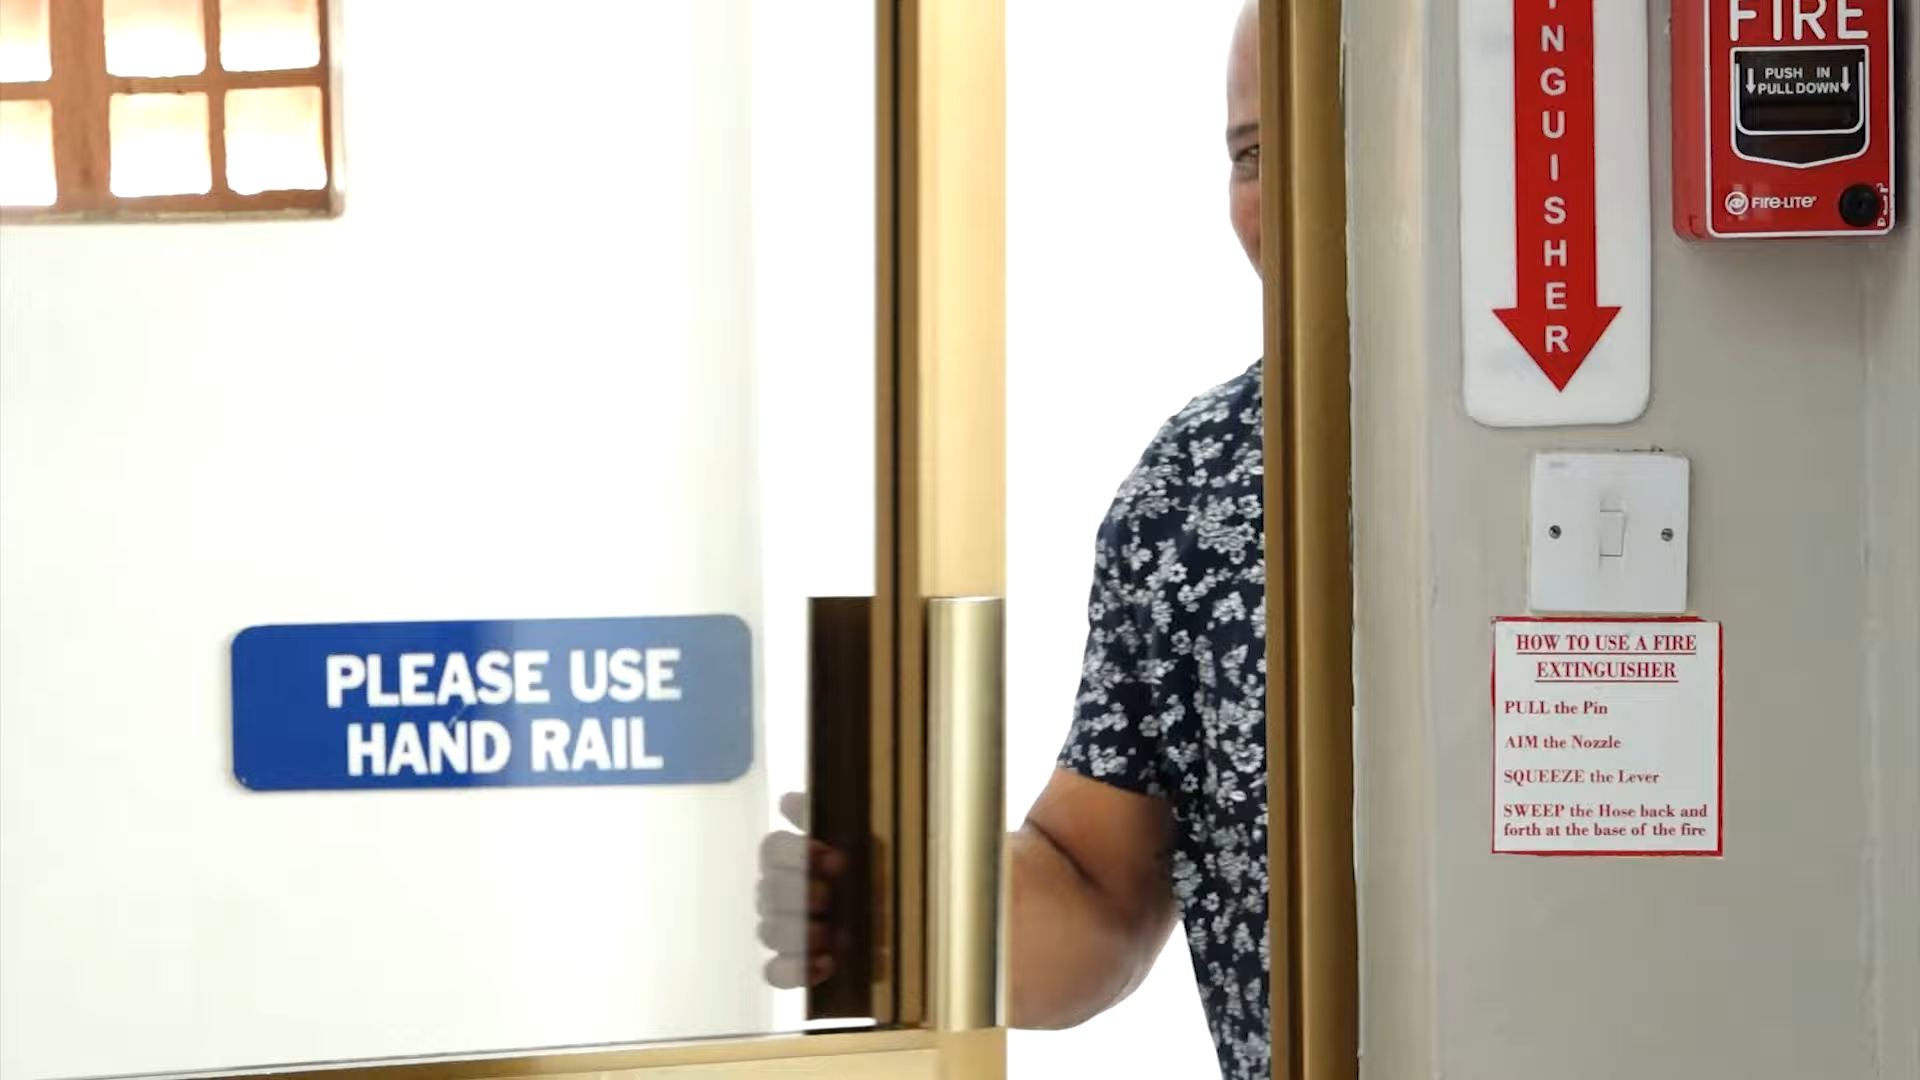 PLEASE USE
HAND RAIL
INGUISHER
FIRE
PUSH IN
PULL DOWN
FIRE-LITE
HOW TO USE A FIRE
EXTINGUISHER
PULL the Pin
AIM the Nozzle
SQUEEZE the Lever
SWEEP the Hose back and
forth at the base of the fire